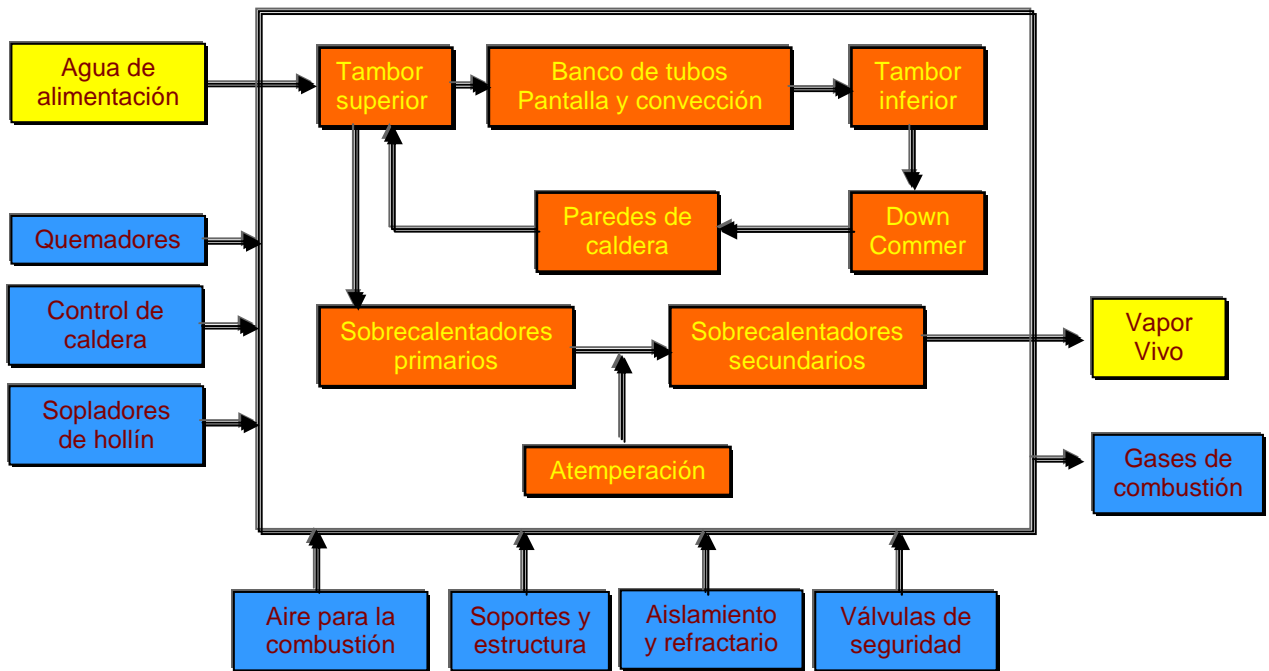 Agua de
alimentación
Tambor
superior
Banco de tubos
Pantalla y convección
Tambor
inferior
Quemadores
Paredes de
caldera
Down
Commer
Control de
caldera
Sobrecalentadores
primarios
Sobrecalentadores
secundarios
Vapor
Vivo
Sopladores
de hollín
Atemperación
Gases de
combustión
Aire para la
combustión
Soportes y
estructura
Aislamiento
y refractario
Válvulas de
seguridad